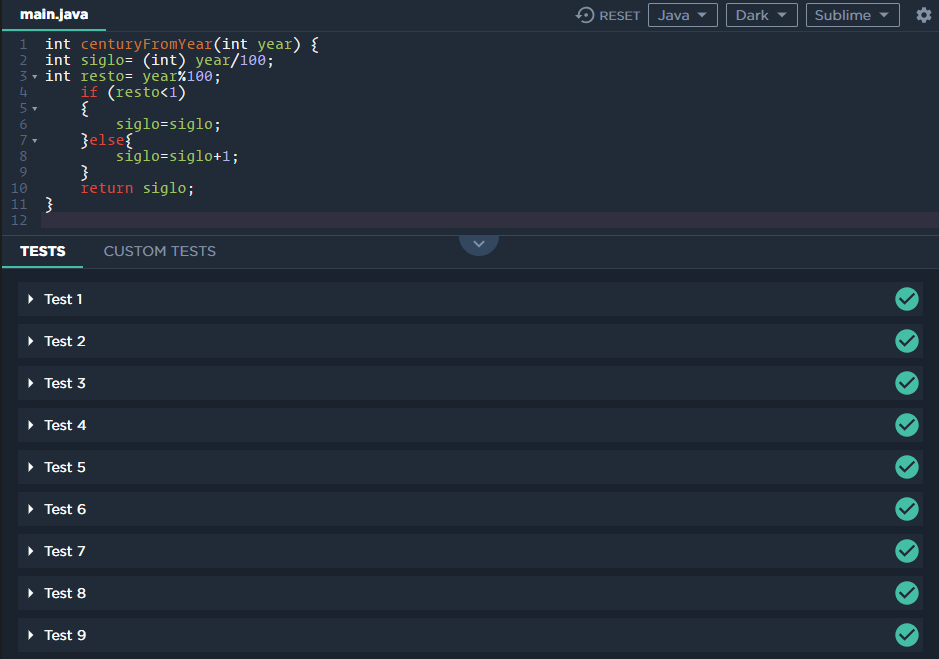 main.java RESET Java Dark Sublime
1 int centuryFromYear(int year) {
2 int siglo= (int) year/100;
3 int resto= year%100;
4 if (resto<1)
5 {
6 siglo=siglo;
7 }else{
8 siglo=siglo+1;
9 }
10 return siglo;
11 }
12
TESTS CUSTOM TESTS
Test 1
Test 2
Test 3
Test 4
Test 5
Test 6
Test 7
Test 8
Test 9